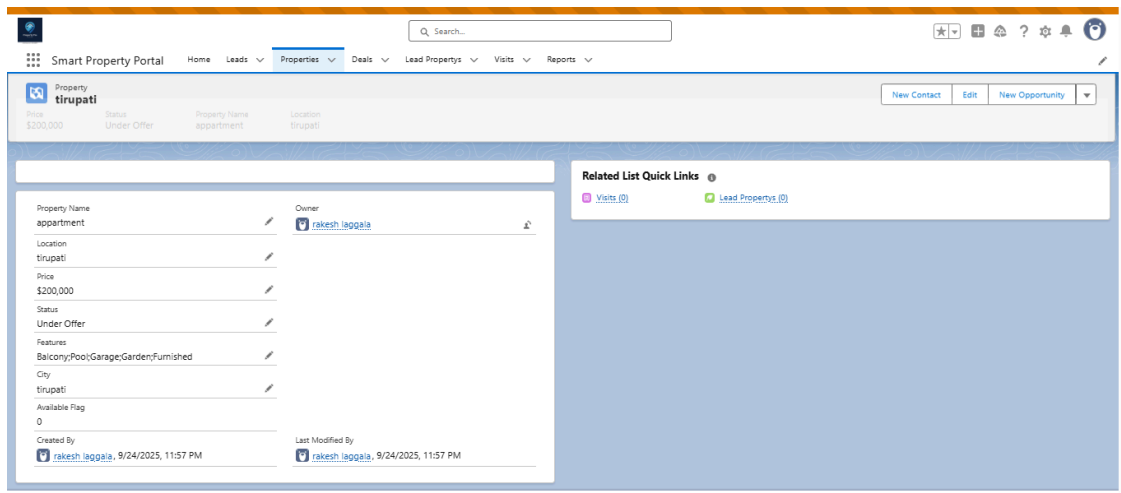 Search...
Smart Property Portal Home Leads Properties Deals Lead Propertys Visits Reports
Property
tirupati
New Contact Edit New Opportunity
Price Status Property Name Location
$200,000 Under Offer appartment tirupati
Related List Quick Links
Visits (0) Lead Propertys (0)
Property Name Owner
appartment rakesh laggala
Location
tirupati
Price
$200,000
Status
Under Offer
Features
Balcony;Pool;Garage;Garden;Furnished
City
tirupati
Available Flag
0
Created By Last Modified By
rakesh laggala, 9/24/2025, 11:57 PM rakesh laggala, 9/24/2025, 11:57 PM